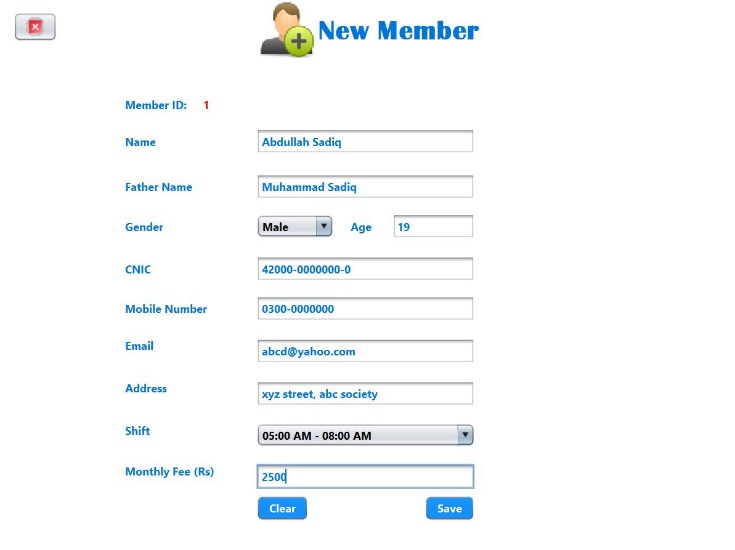 New Member
Member ID: 1
Name Abdullah Sadiq
Father Name Muhammad Sadiq
Gender Male Age 19
CNIC 42000-0000000-0
Mobile Number 0300-0000000
Email abcd@yahoo.com
Address xyz street, abc society
Shift 05:00 AM - 08:00 AM
Monthly Fee (Rs) 2500
Clear Save